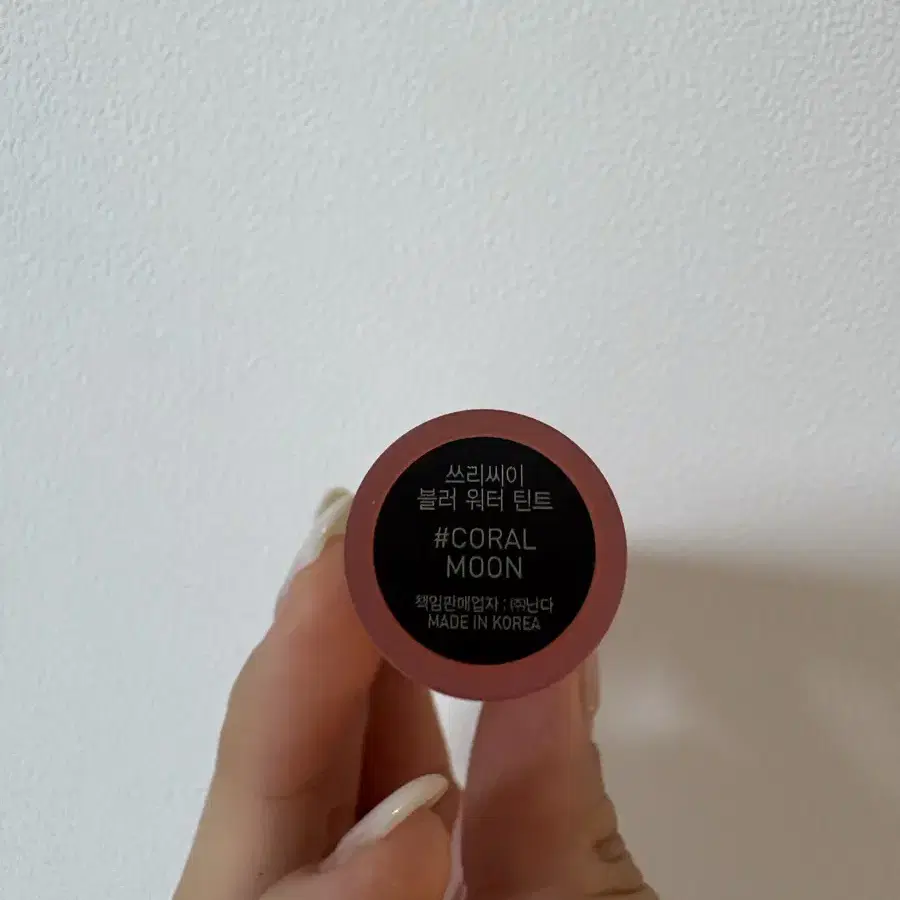 쓰리씨이
블러 워터 틴트
#CORAL
MOON
책임판매업자 : ㈜난다
MADE IN KOREA